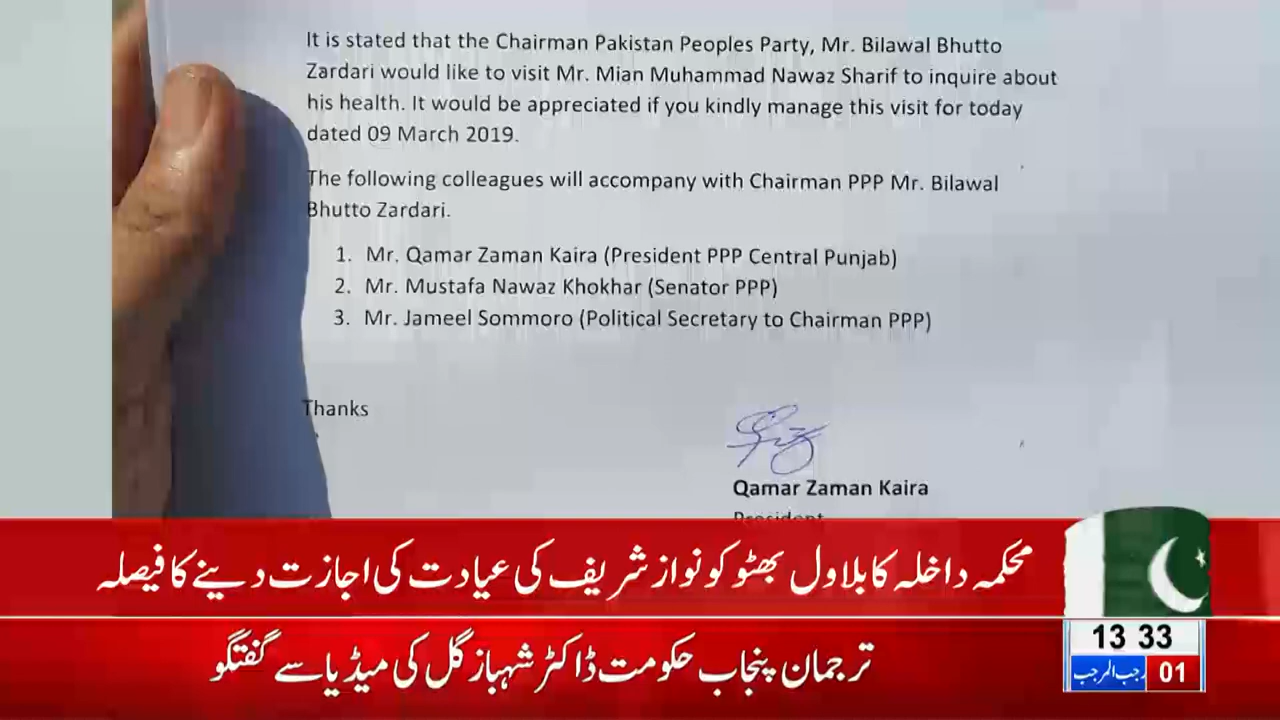 It is stated that the Chairman Pakistan Peoples Party, Mr. Bilawal Bhutto
Zardari would like to visit Mr. Mian Muhammad Nawaz Sharif to inquire about
his health. It would be appreciated if you kindly manage this visit for today
dated 09 March 2019.
The following colleagues will accompany with Chairman PPP Mr. Bilawal
Bhutto Zardari.
1. Mr. Qamar Zaman Kaira (President PPP Central Punjab)
2. Mr. Mustafa Nawaz Khokhar (Senator PPP)
3. Mr. Jameel Sommoro (Political Secretary to Chairman PPP)
Thanks
Qamar Zaman Kaira
President
محکمہ داخلہ کا بلاول بھٹو کو نواز شریف کی عیادت کی اجازت دینے کا فیصلہ
ترجمان پنجاب حکومت ڈاکٹر شہباز گل کی میڈیا سے گفتگو
13 33
رجب المرجب 01